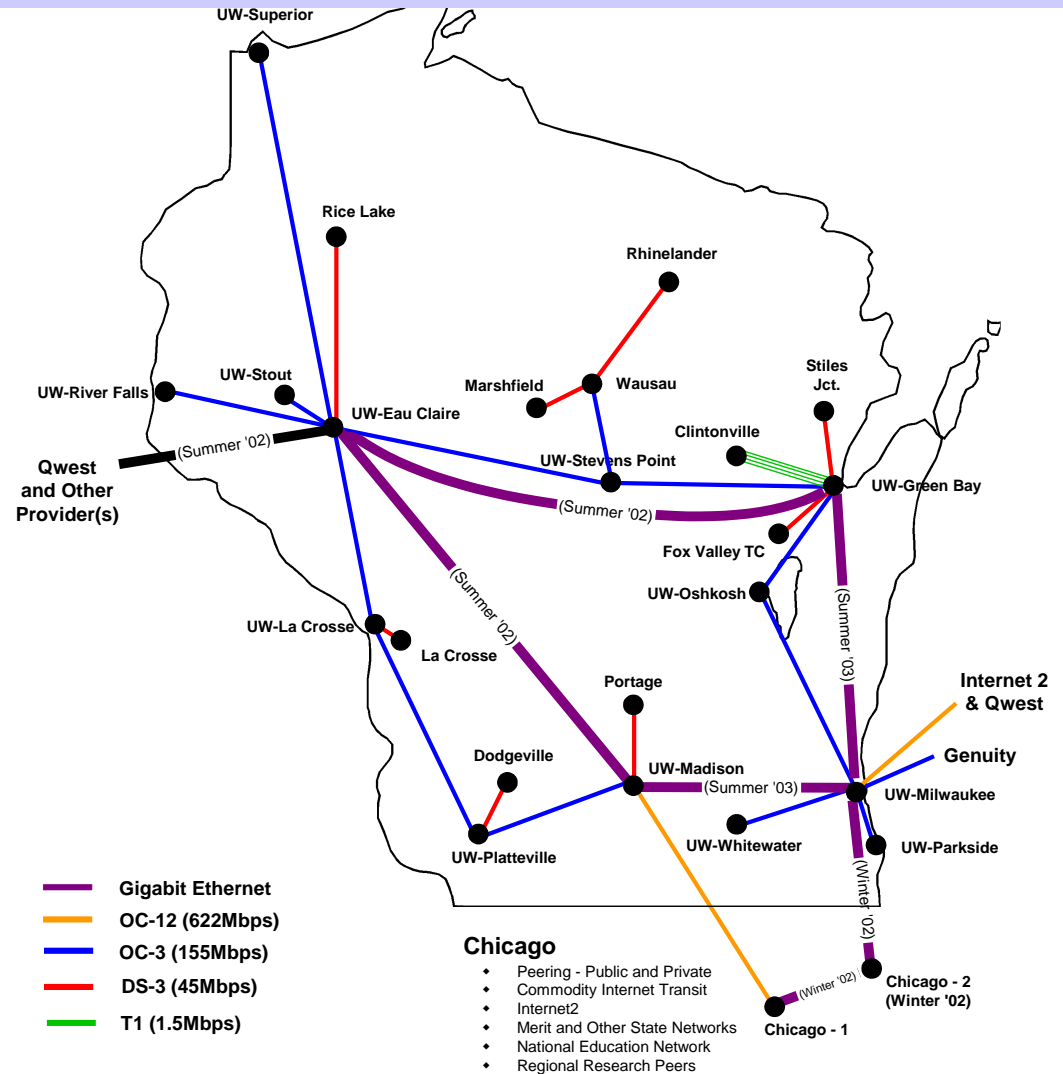 UW-Superior
Rice Lake
Rhinelander
Stiles
Jct.
UW-River Falls
UW-Stout
Marshfield
Wausau
UW-Eau Claire
Clintonville
(Summer '02)
Qwest
and Other
Provider(s)
UW-Stevens Point
UW-Green Bay
(Summer '02)
Fox Valley TC
(Summer '02)
UW-Oshkosh
(Summer '03)
UW-La Crosse
La Crosse
Portage
Internet 2
& Qwest
Dodgeville
UW-Madison
Genuity
(Summer '03)
UW-Milwaukee
UW-Platteville
UW-Whitewater
UW-Parkside
(Winter '02)
Gigabit Ethernet
OC-12 (622Mbps)
OC-3 (155Mbps)
DS-3 (45Mbps)
T1 (1.5Mbps)
Chicago
Peering - Public and Private
Commodity Internet Transit
Internet2
Merit and Other State Networks
National Education Network
Regional Research Peers
(Winter '02)
Chicago - 2
(Winter '02)
Chicago - 1